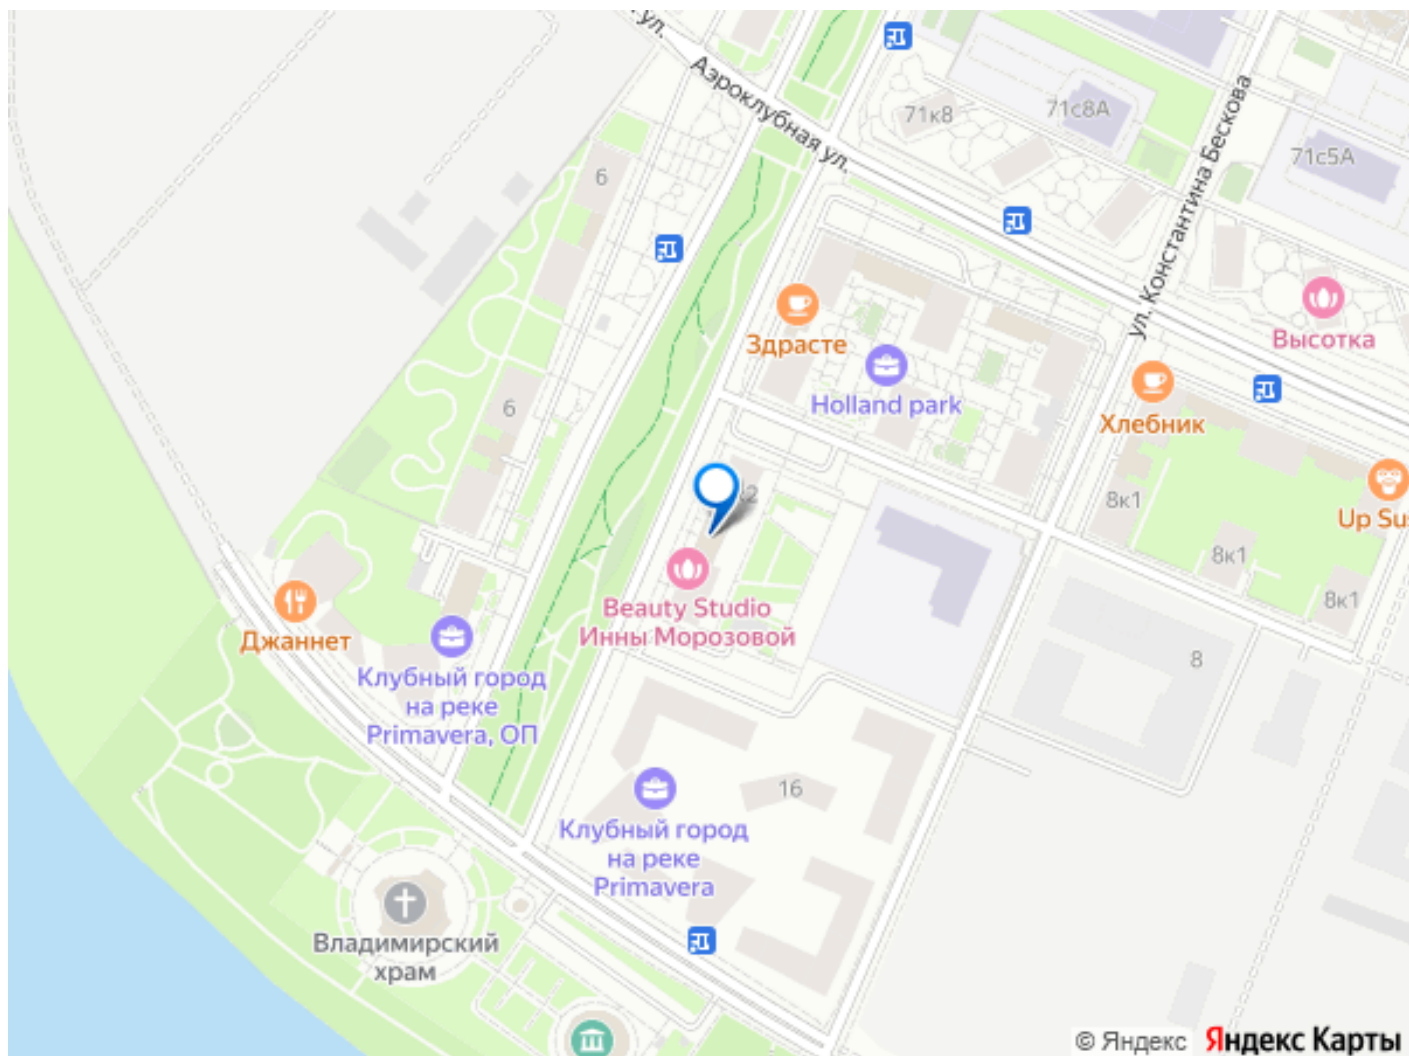 ул.
Аэроклубная ул.
71к8
71с8А
ул. Константина Бескова
71с5А
6
Здрасте
Высотка
Holland park
6
Хлебник
8к1
Up Sus
8к1
8к1
Beauty Studio
Инны Морозовой
Джаннет
8
Клубный город
на реке
Primavera, ОП
16
Клубный город
на реке
Primavera
Владимирский
храм
© Яндекс Яндекс Карты